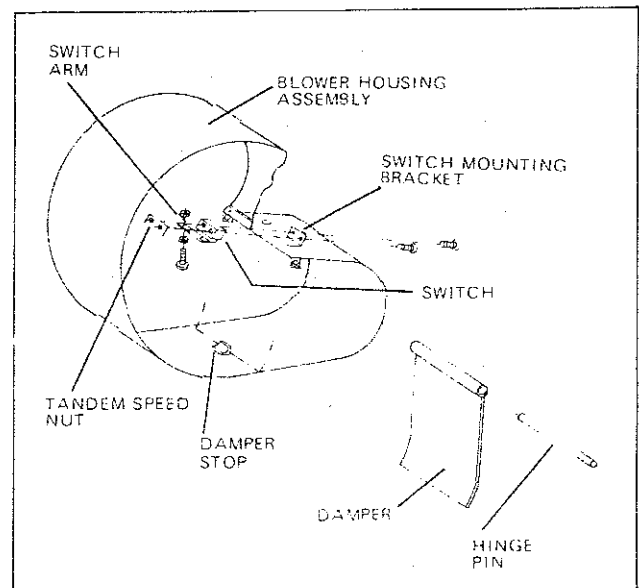 SWITCH
ARM
BLOWER HOUSING
ASSEMBLY
SWITCH MOUNTING
BRACKET
SWITCH
TANDEM SPEED
NUT
DAMPER
STOP
DAMPER
HINGE
PIN